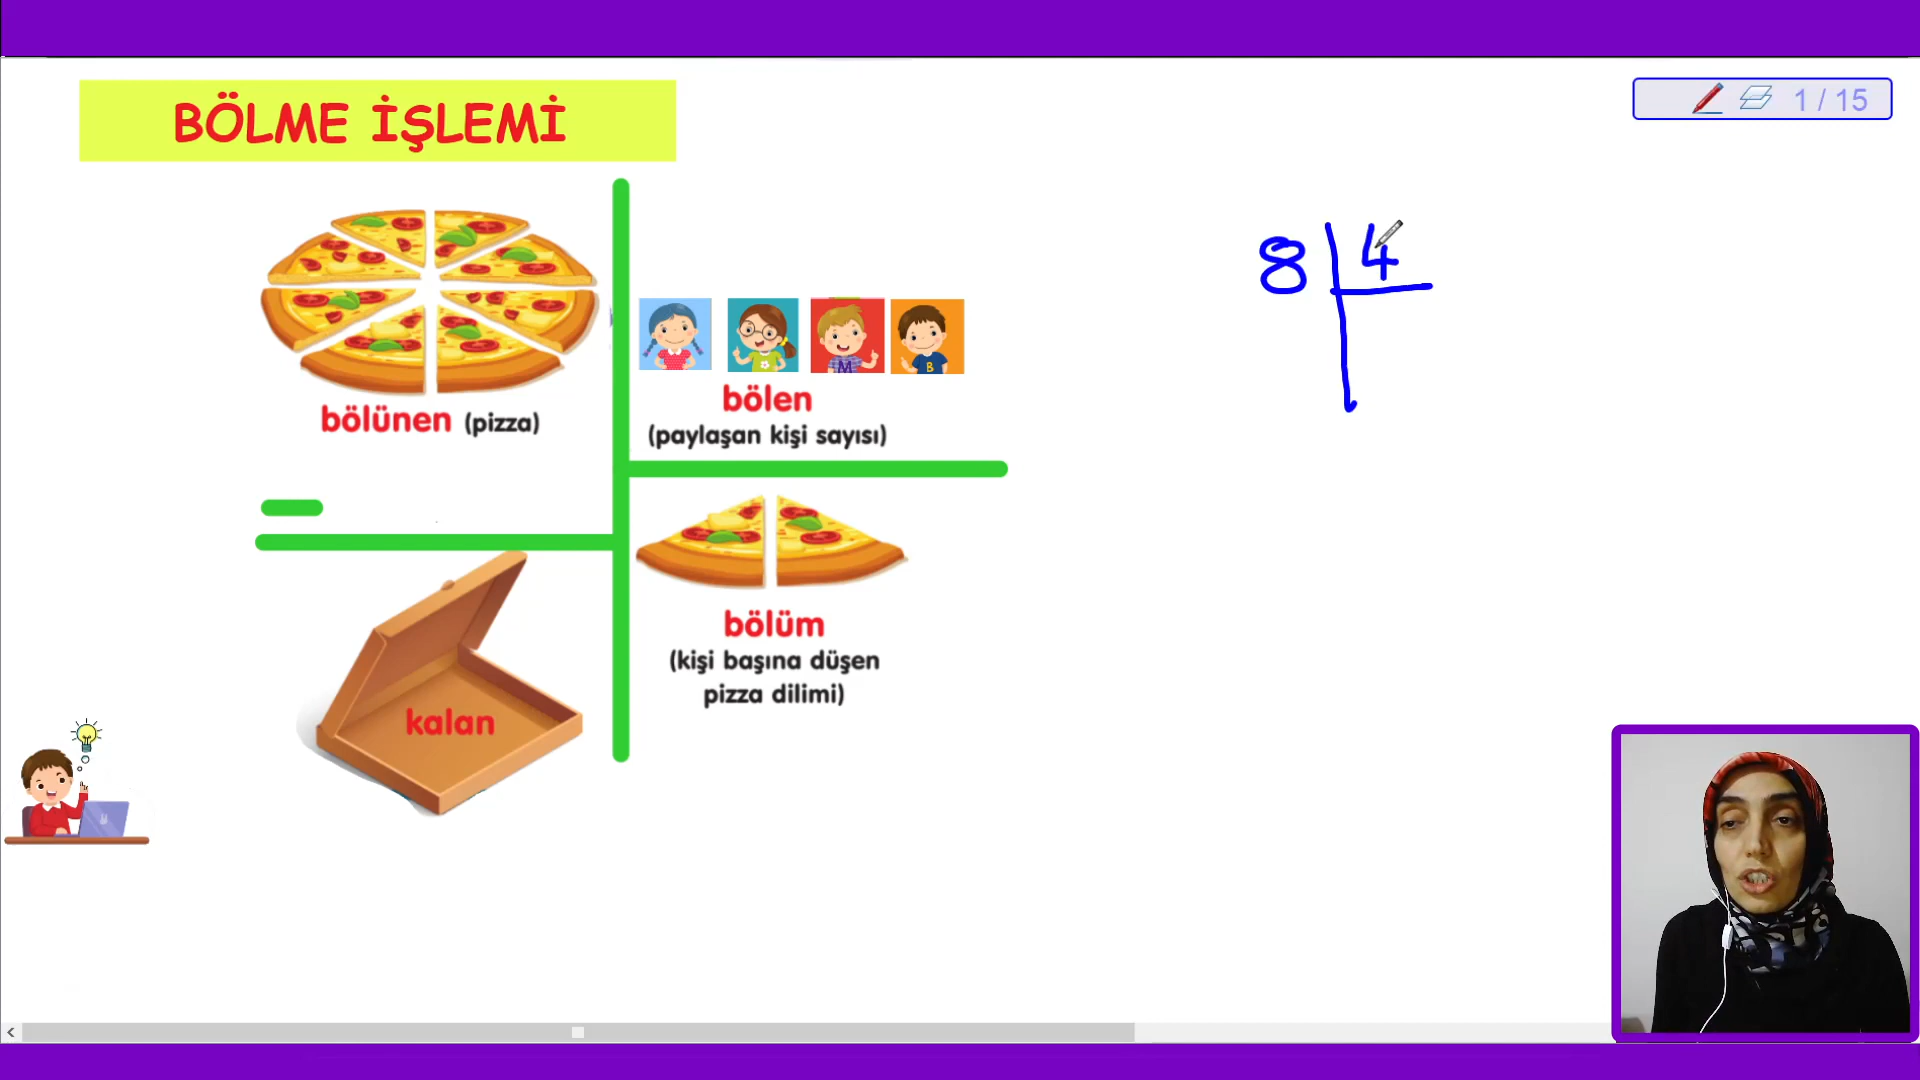 BÖLME İŞLEMİ
1 / 15
8 4
M
B
bölünen (pizza)
bölen
(paylaşan kişi sayısı)
bölüm
(kişi başına düşen
pizza dilimi)
kalan